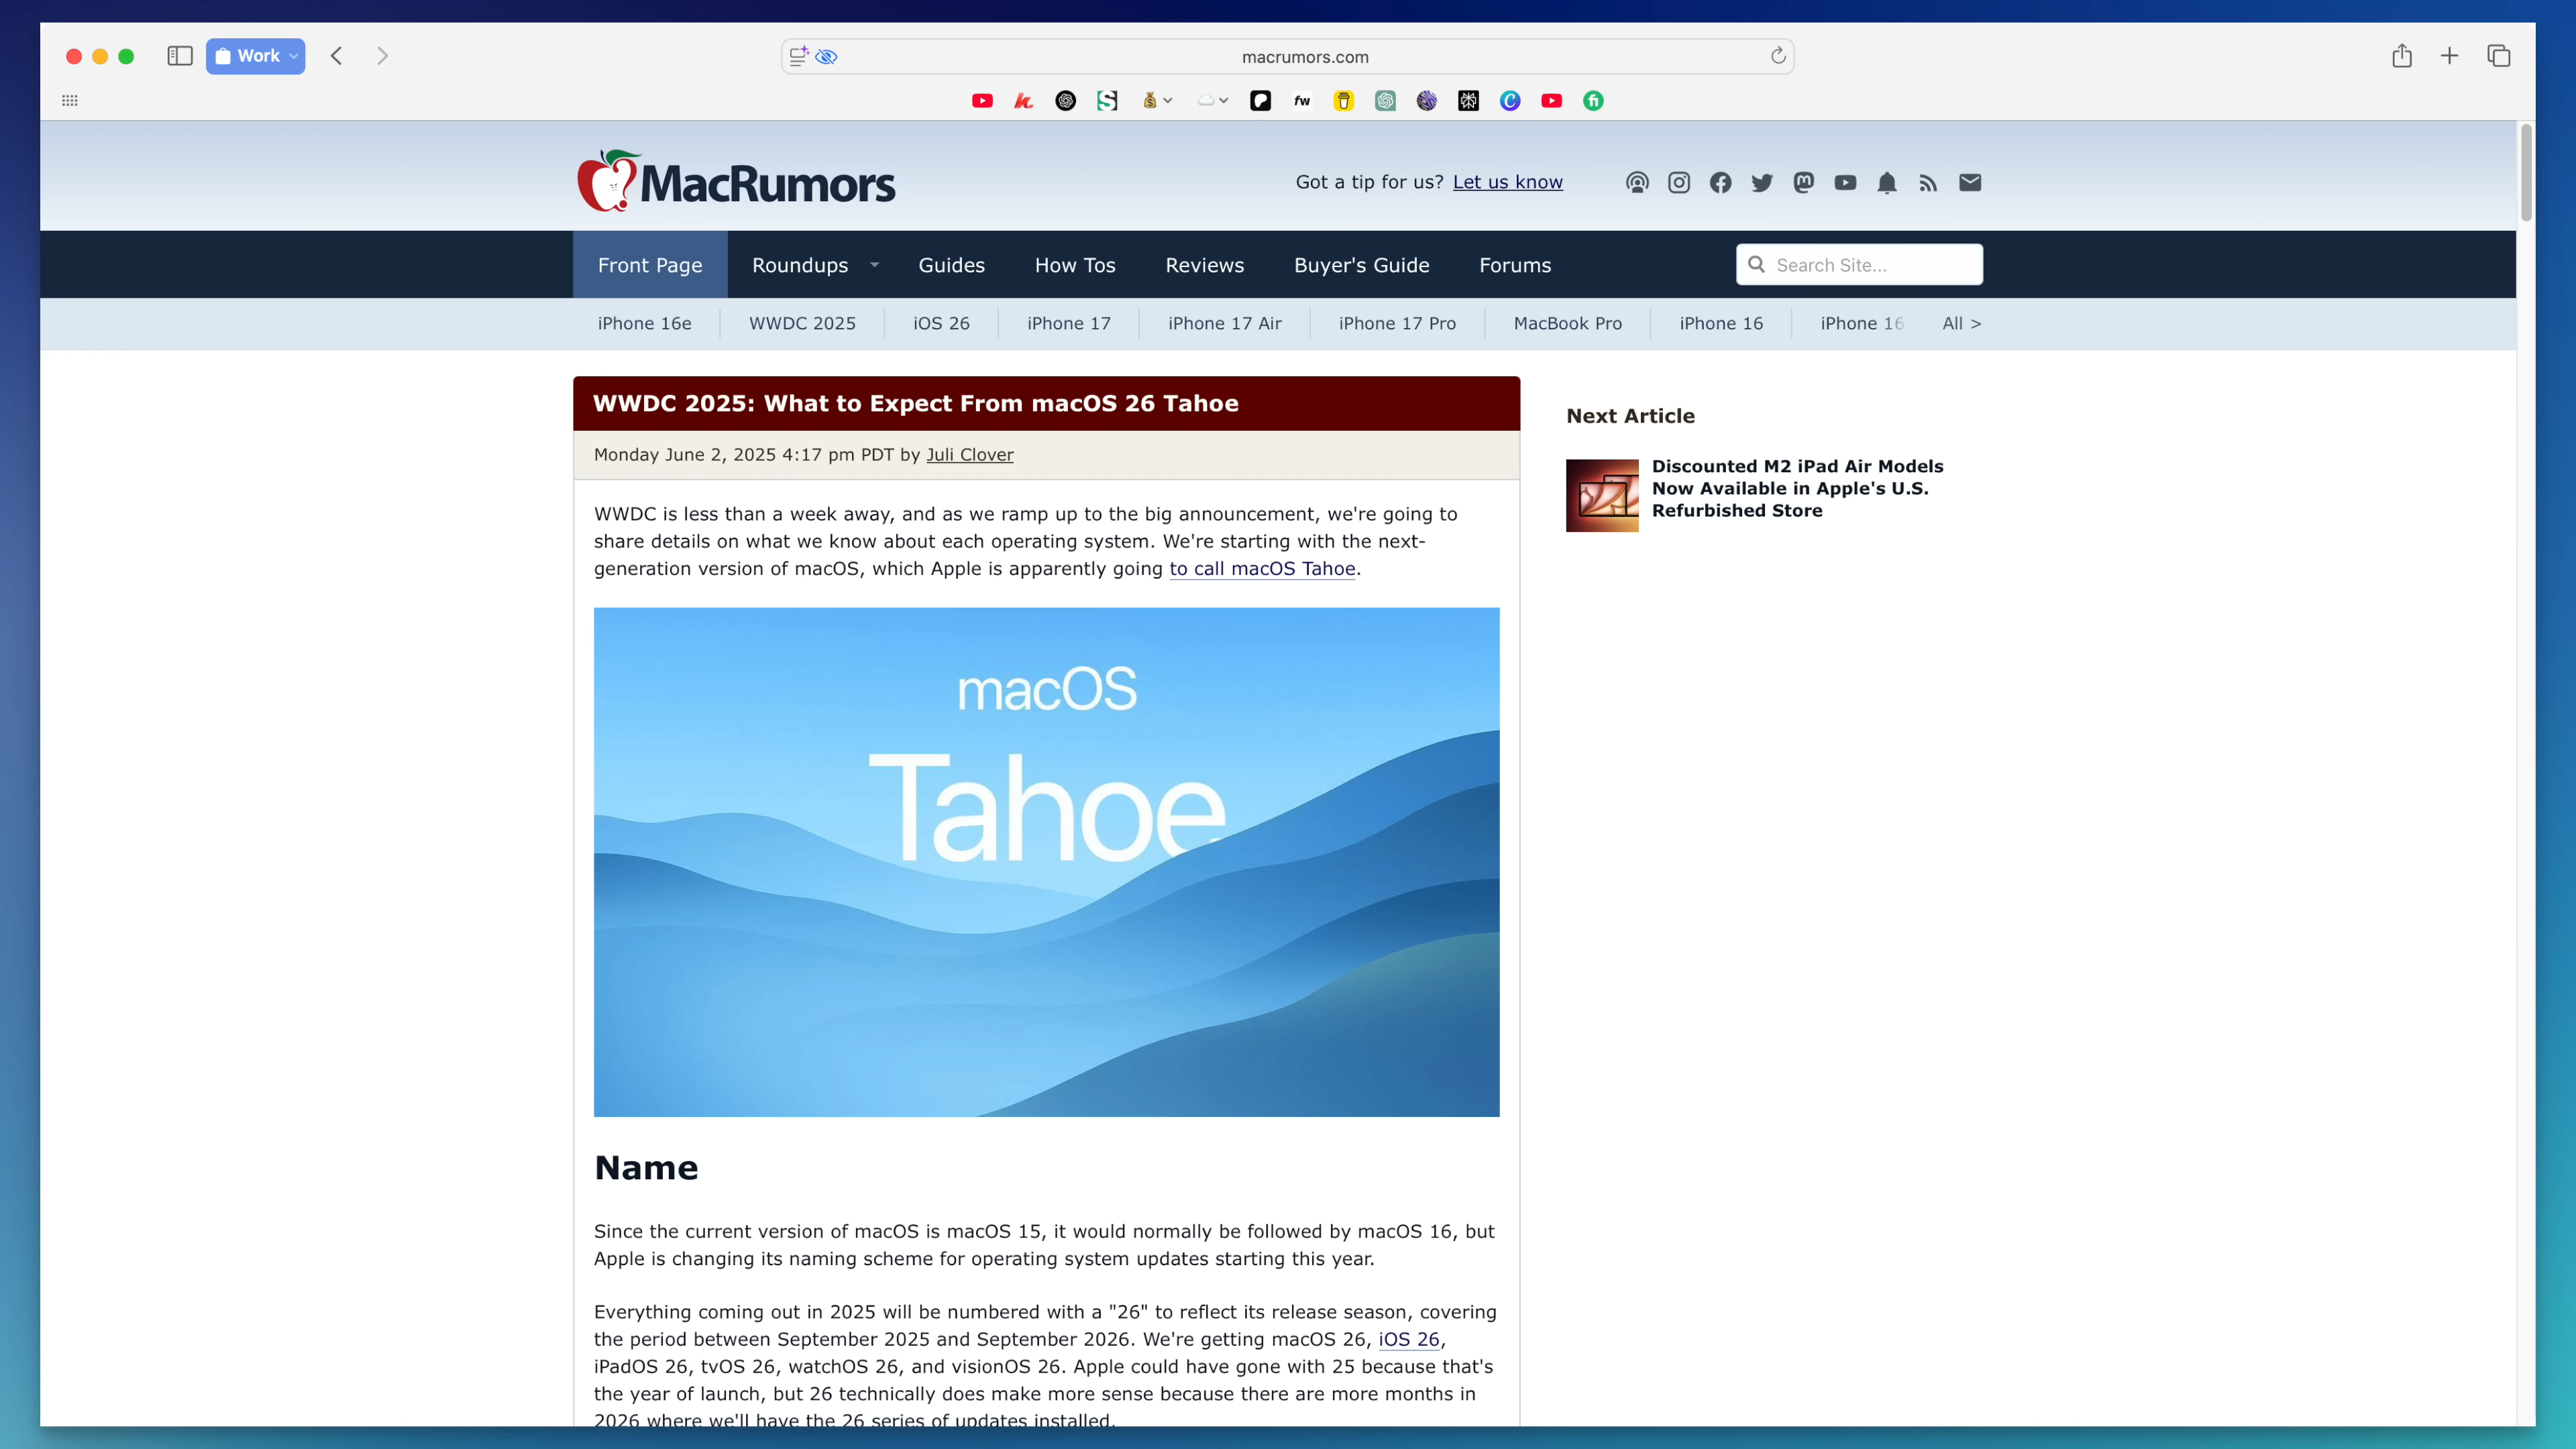 Work
macrumors.com
fw
MacRumors
Got a tip for us? Let us know
Front Page
Roundups
Guides
How Tos
Reviews
Buyer's Guide
Forums
Search Site...
iPhone 16e
WWDC 2025
iOS 26
iPhone 17
iPhone 17 Air
iPhone 17 Pro
MacBook Pro
iPhone 16
iPhone 16
All >
WWDC 2025: What to Expect From macOS 26 Tahoe
Monday June 2, 2025 4:17 pm PDT by Juli Clover
WWDC is less than a week away, and as we ramp up to the big announcement, we're going to
share details on what we know about each operating system. We're starting with the next-
generation version of macOS, which Apple is apparently going to call macOS Tahoe.
macOS
Tahoe
Name
Since the current version of macOS is macOS 15, it would normally be followed by macOS 16, but
Apple is changing its naming scheme for operating system updates starting this year.
Everything coming out in 2025 will be numbered with a "26" to reflect its release season, covering
the period between September 2025 and September 2026. We're getting macOS 26, iOS 26,
iPadOS 26, tvOS 26, watchOS 26, and visionOS 26. Apple could have gone with 25 because that's
the year of launch, but 26 technically does make more sense because there are more months in
2026 where we'll have the 26 series of updates installed.
Next Article
Discounted M2 iPad Air Models
Now Available in Apple's U.S.
Refurbished Store